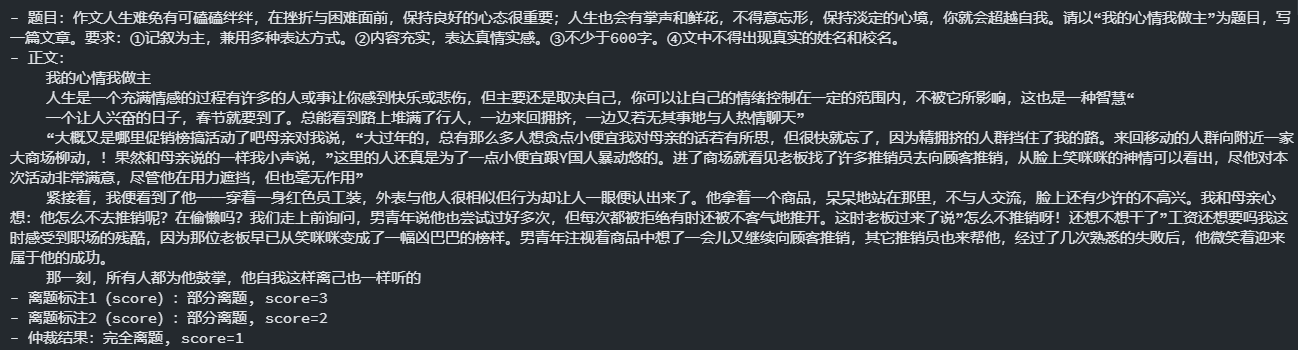 - 题目：作文人生难免有可磕磕绊绊，在挫折与困难面前，保持良好的心态很重要；人生也会有掌声和鲜花，不得意忘形，保持淡定的心境，你就会超越自我。请以“我的心情我做主”为题目，写
一篇文章。要求：①记叙为主，兼用多种表达方式。②内容充实，表达真情实感。③不少于600字。④文中不得出现真实的姓名和校名。
- 正文：
我的心情我做主
人生是一个充满情感的过程有许多的人或事让你感到快乐或悲伤，但主要还是取决自己，你可以让自己的情绪控制在一定的范围内，不被它所影响，这也是一种智慧“
一个让人兴奋的日子，春节就要到了。总能看到路上堆满了行人，一边来回拥挤，一边又若无其事地与人热情聊天”
“大概又是哪里促销榜搞活动了吧母亲对我说，“大过年的，总有那么多人想贪点小便宜我对母亲的话若有所思，但很快就忘了，因为精拥挤的人群挡住了我的路。来回移动的人群向附近一家
大商场柳动，！果然和母亲说的一样我小声说，”这里的人还真是为了一点小便宜跟Y国人暴动悠的。进了商场就看见老板找了许多推销员去向顾客推销，从脸上笑咪咪的神情可以看出，尽他对本
次活动非常满意，尽管他在用力遮挡，但也毫无作用”
紧接着，我便看到了他——穿着一身红色员工装，外表与他人很相似但行为却让人一眼便认出来了。他拿着一个商品，呆呆地站在那里，不与人交流，脸上还有少许的不高兴。我和母亲心
想：他怎么不去推销呢？在偷懒吗？我们走上前询问，男青年说他也尝试过好多次，但每次都被拒绝有时还被不客气地推开。这时老板过来了说”怎么不推销呀！还想不想干了”工资还想要吗我这
时感受到职场的残酷，因为那位老板早已从笑咪咪变成了一幅凶巴巴的榜样。男青年注视着商品中想了一会儿又继续向顾客推销，其它推销员也来帮他，经过了几次熟悉的失败后，他微笑着迎来
属于他的成功。
那一刻，所有人都为他鼓掌，他自我这样离己也一样听的
- 离题标注1（score）：部分离题, score=3
- 离题标注2（score）：部分离题, score=2
- 仲裁结果：完全离题, score=1